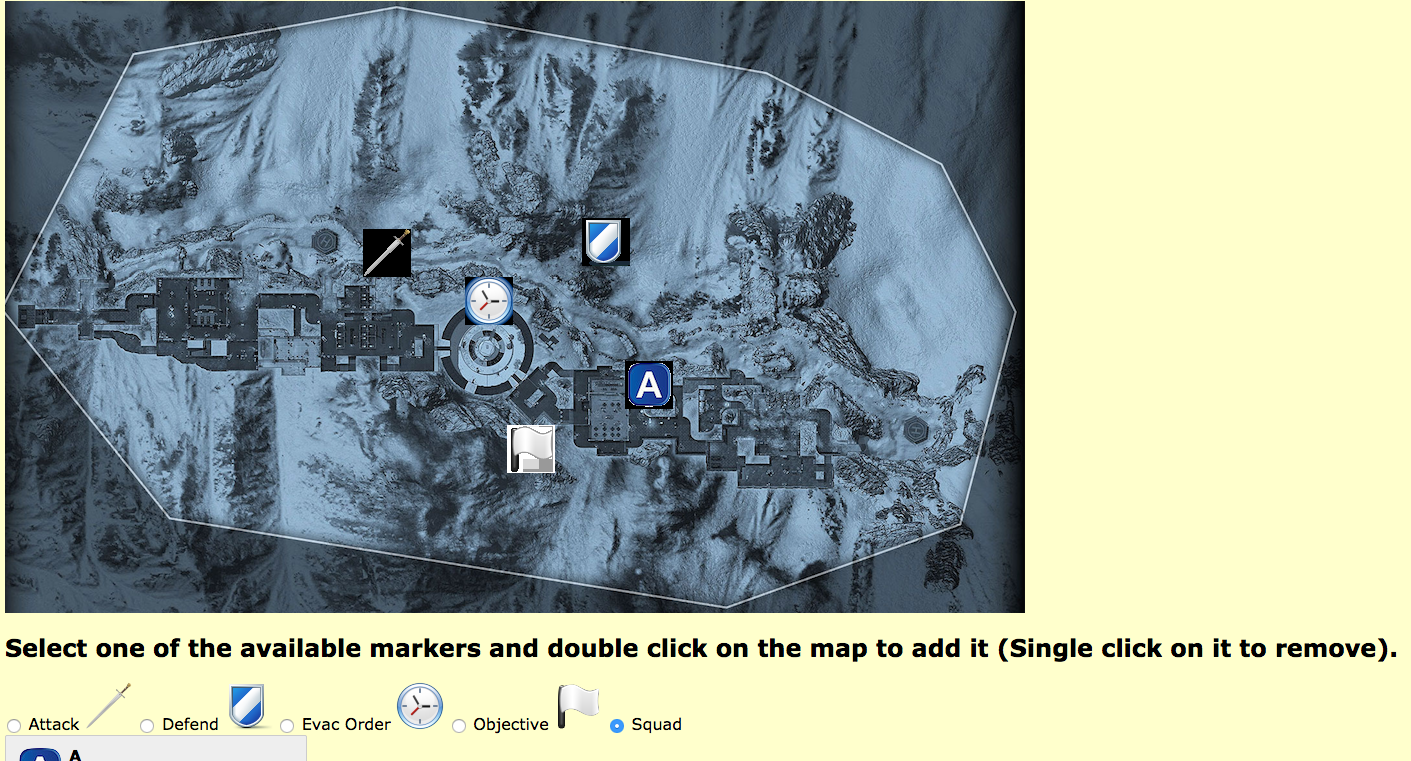 A
Select one of the available markers and double click on the map to add it (Single click on it to remove).
Attack Defend Evac Order Objective Squad
A